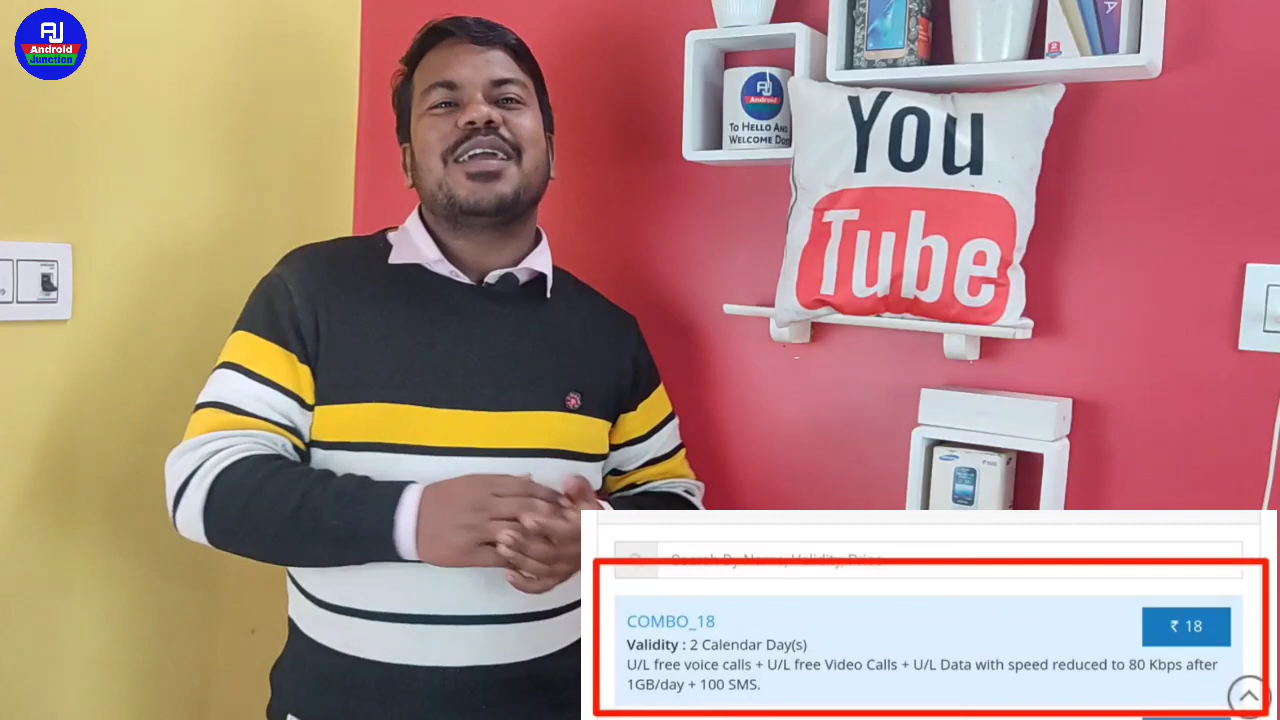 AJ
Android
Junction
A
AJ
Android
TO HELLO AND
WELCOME
You
Tube
SAMSUNG
COMBO_18
₹ 18
Validity : 2 Calendar Day(s)
U/L free voice calls + U/L free Video Calls + U/L Data with speed reduced to 80 Kbps after
1GB/day + 100 SMS.